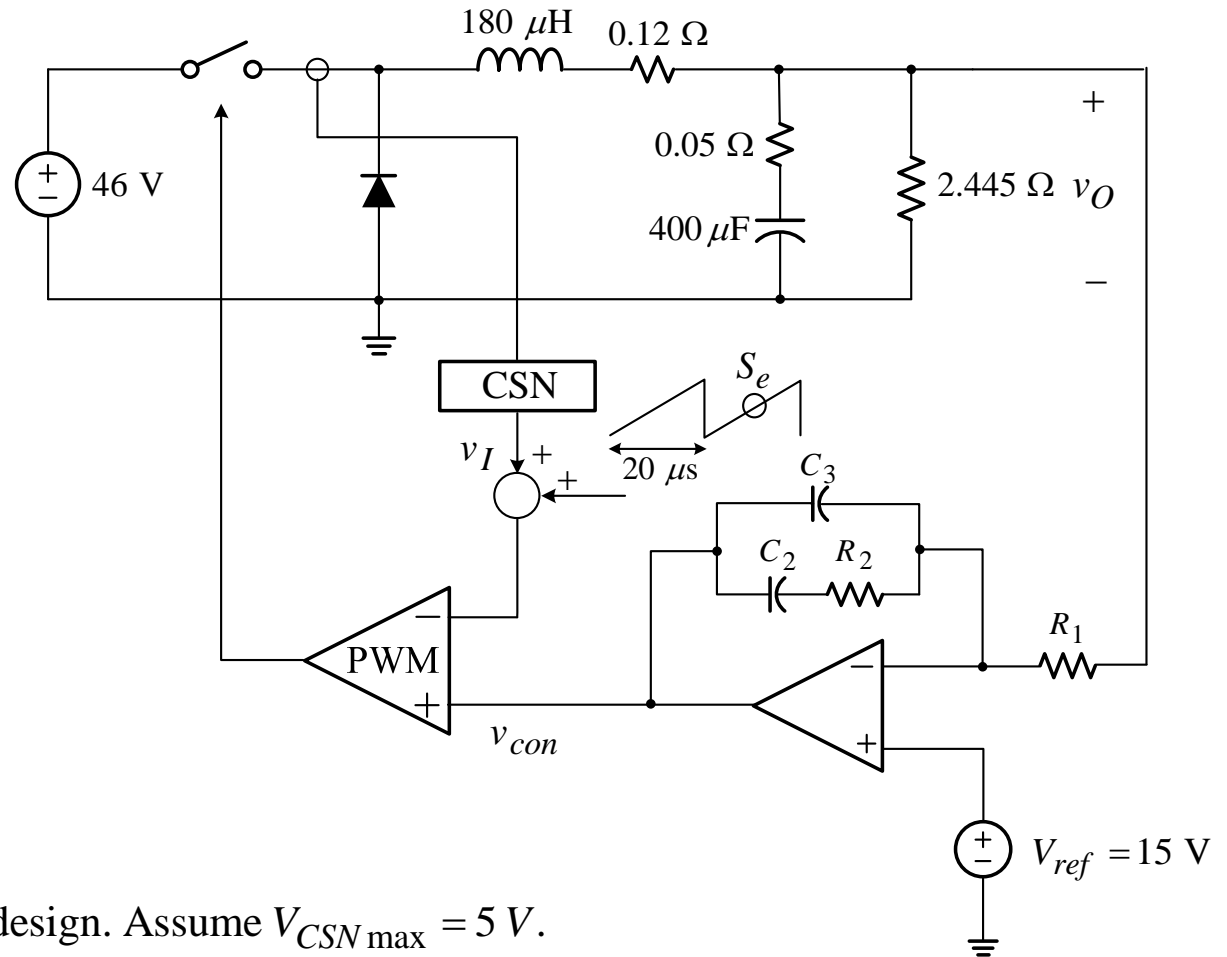 180 μH
0.12 Ω
+
−
46 V
0.05 Ω
400 μF
2.445 Ω
+
v_O
−
CSN
v_I
+
+
S_e
20 μs
C_3
C_2
R_2
R_1
PWM
−
+
v_con
−
+
+
−
V_ref = 15 V
design. Assume V_CSN max = 5 V.